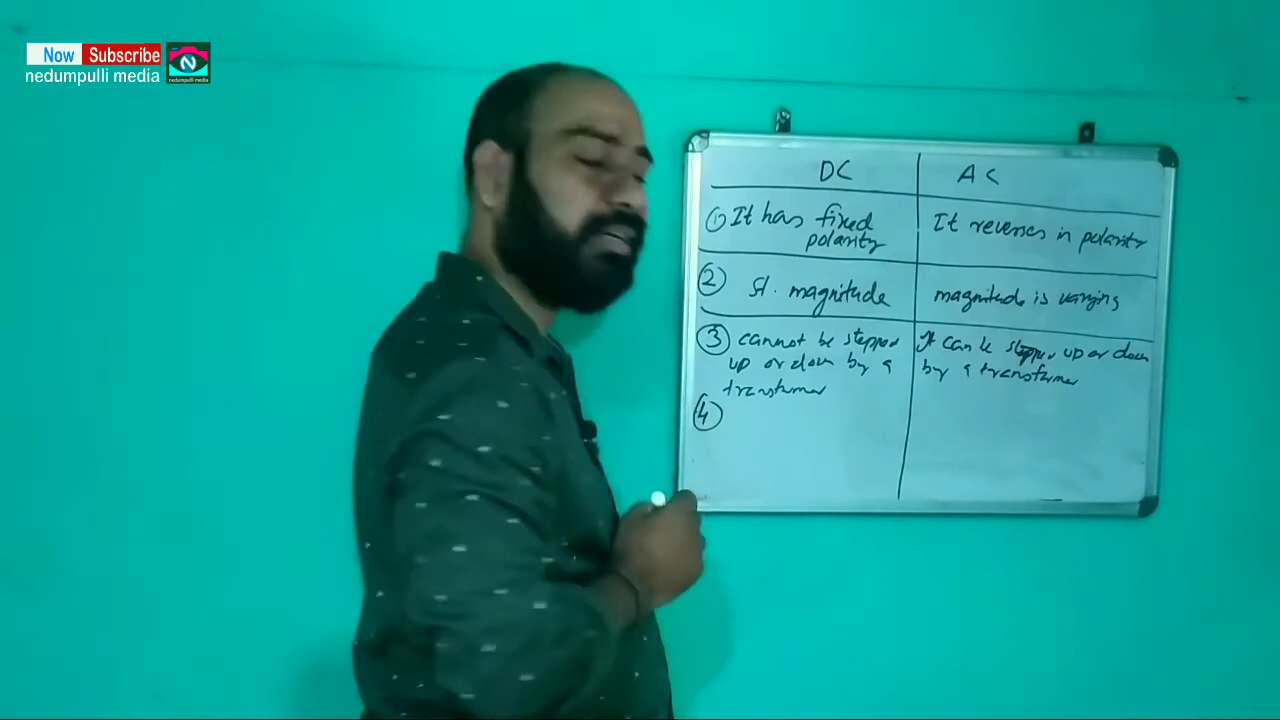 Now Subscribe
nedumpulli media
N
nedumpulli media
DC
AC
① It has fixed
polarity
It reverses in polarity
② St. magnitude
magnitude is varying
③ cannot be stepped
up or down by a
transformer
It can be stepped up or down
by a transformer
④